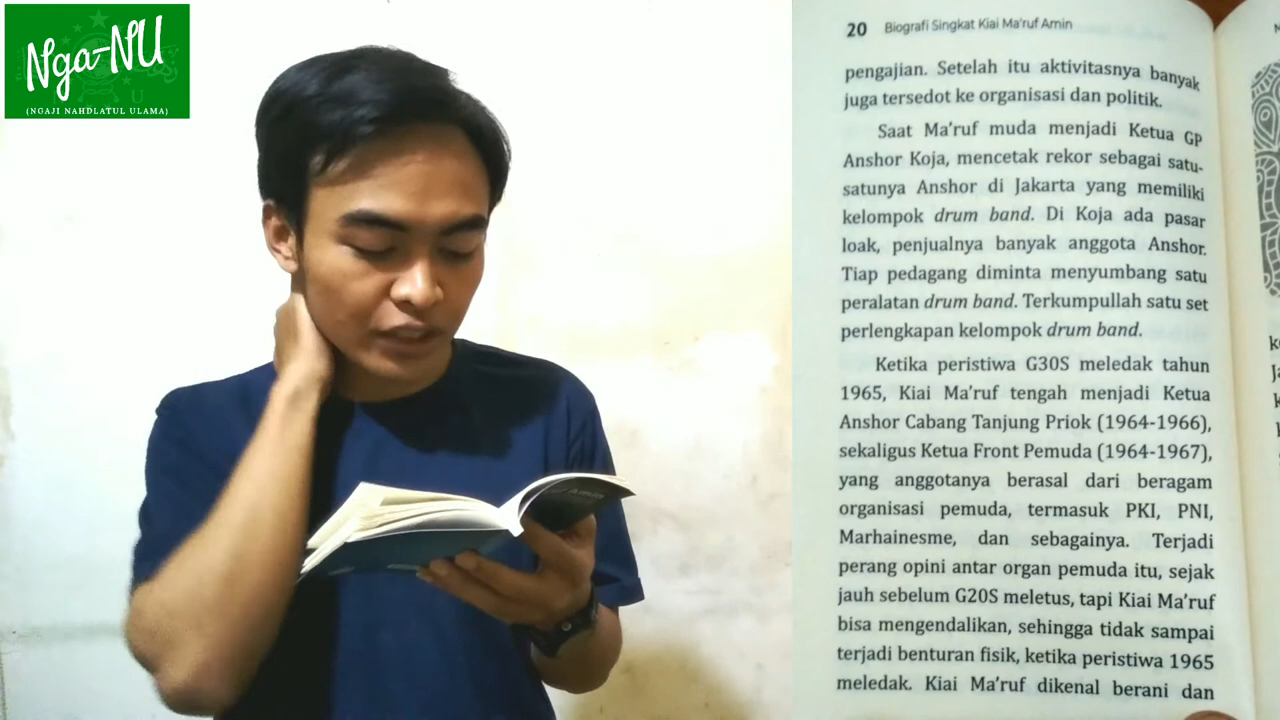 Nga-NU
(NGAJI NAHDLATUL ULAMA)
20 Biografi Singkat Kiai Ma'ruf Amin
pengajian. Setelah itu aktivitasnya banyak
juga tersedot ke organisasi dan politik.
Saat Ma'ruf muda menjadi Ketua GP
Anshor Koja, mencetak rekor sebagai satu-
satunya Anshor di Jakarta yang memiliki
kelompok drum band. Di Koja ada pasar
loak, penjualnya banyak anggota Anshor.
Tiap pedagang diminta menyumbang satu
peralatan drum band. Terkumpullah satu set
perlengkapan kelompok drum band.
Ketika peristiwa G30S meledak tahun
1965, Kiai Ma'ruf tengah menjadi Ketua
Anshor Cabang Tanjung Priok (1964-1966),
sekaligus Ketua Front Pemuda (1964-1967),
yang anggotanya berasal dari beragam
organisasi pemuda, termasuk PKI, PNI,
Marhainesme, dan sebagainya. Terjadi
perang opini antar organ pemuda itu, sejak
jauh sebelum G20S meletus, tapi Kiai Ma'ruf
bisa mengendalikan, sehingga tidak sampai
terjadi benturan fisik, ketika peristiwa 1965
meledak. Kiai Ma'ruf dikenal berani dan